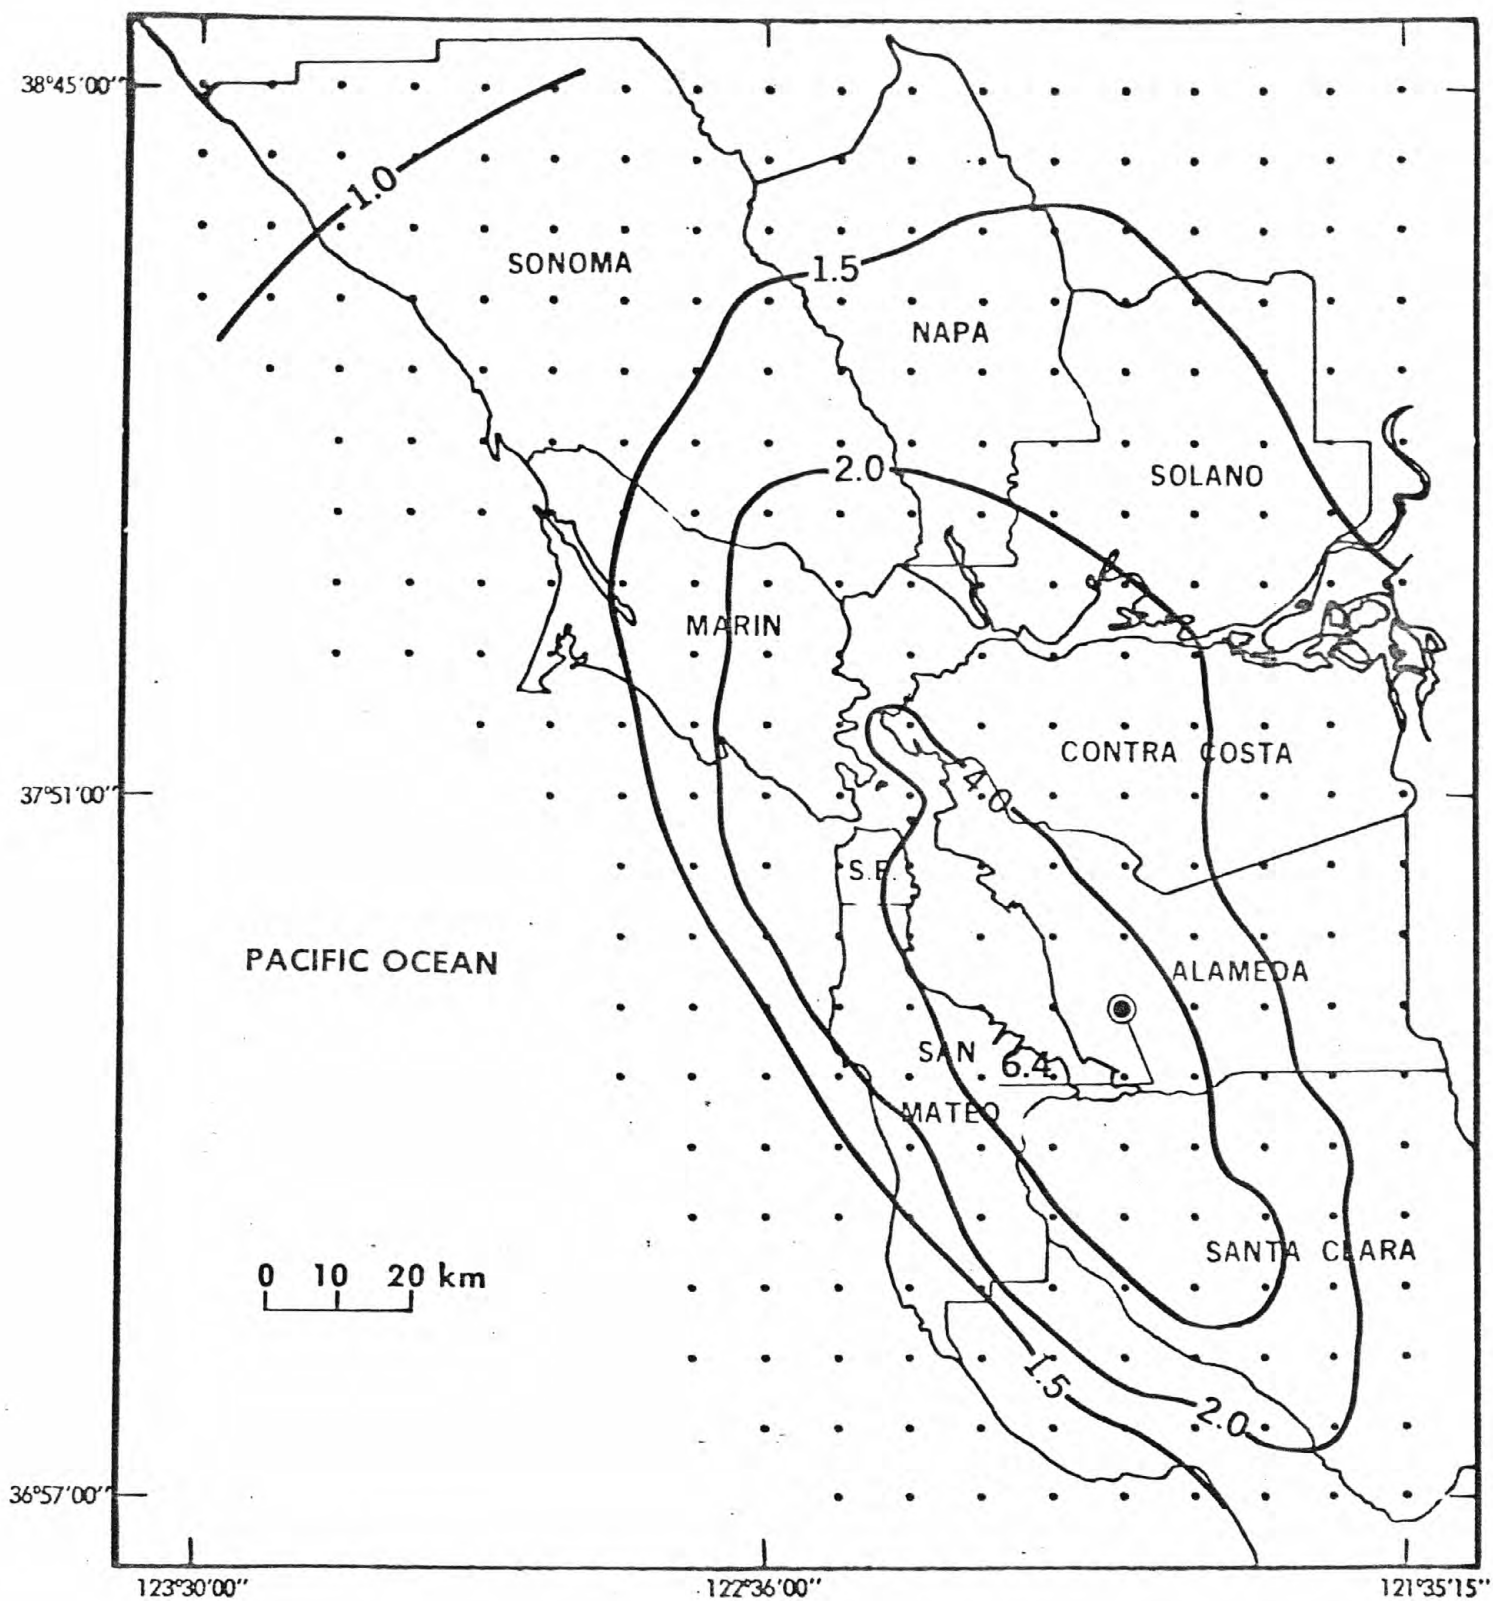 38°45'00"
1.0
SONOMA
1.5
NAPA
2.0
SOLANO
MARIN
CONTRA COSTA
4.0
37°51'00"
S.F.
PACIFIC OCEAN
ALAMEDA
SAN
6.4
MATEO
SANTA CLARA
0 10 20 km
1.5
2.0
36°57'00"
123°30'00"
122°36'00"
121°35'15"